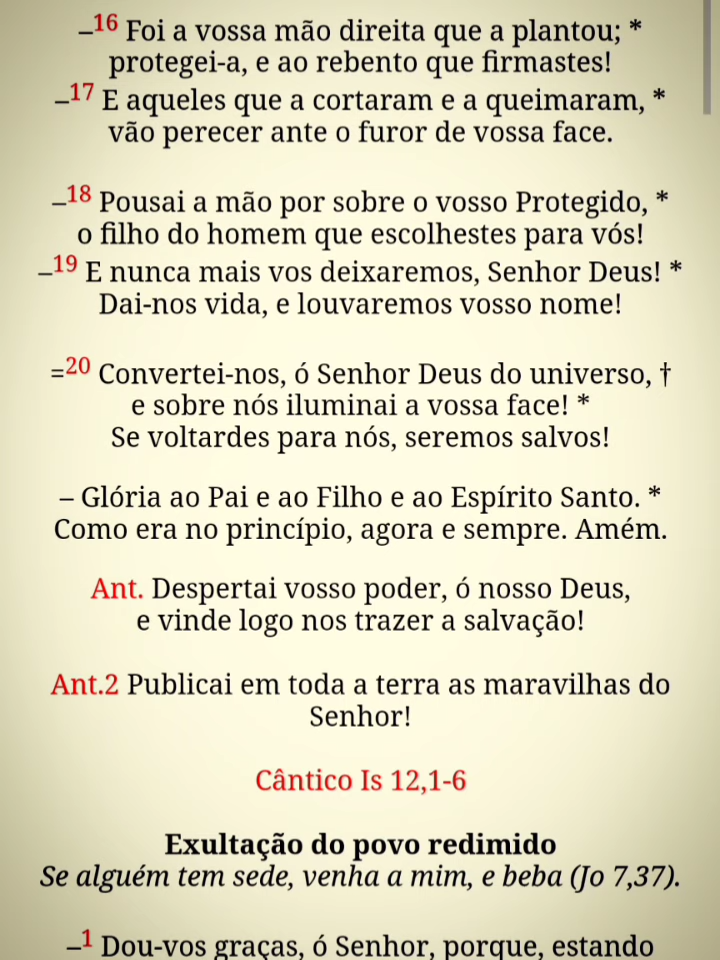 –16 Foi a vossa mão direita que a plantou; *
protegei-a, e ao rebento que firmastes!
–17 E aqueles que a cortaram e a queimaram, *
vão perecer ante o furor de vossa face.
–18 Pousai a mão por sobre o vosso Protegido, *
o filho do homem que escolhestes para vós!
–19 E nunca mais vos deixaremos, Senhor Deus! *
Dai-nos vida, e louvaremos vosso nome!
=20 Convertei-nos, ó Senhor Deus do universo, †
e sobre nós iluminai a vossa face! *
Se voltardes para nós, seremos salvos!
– Glória ao Pai e ao Filho e ao Espírito Santo. *
Como era no princípio, agora e sempre. Amém.
Ant. Despertai vosso poder, ó nosso Deus,
e vinde logo nos trazer a salvação!
Ant.2 Publicai em toda a terra as maravilhas do
Senhor!
Cântico Is 12,1-6
Exultação do povo redimido
Se alguém tem sede, venha a mim, e beba (Jo 7,37).
–1 Dou-vos graças, ó Senhor, porque, estando